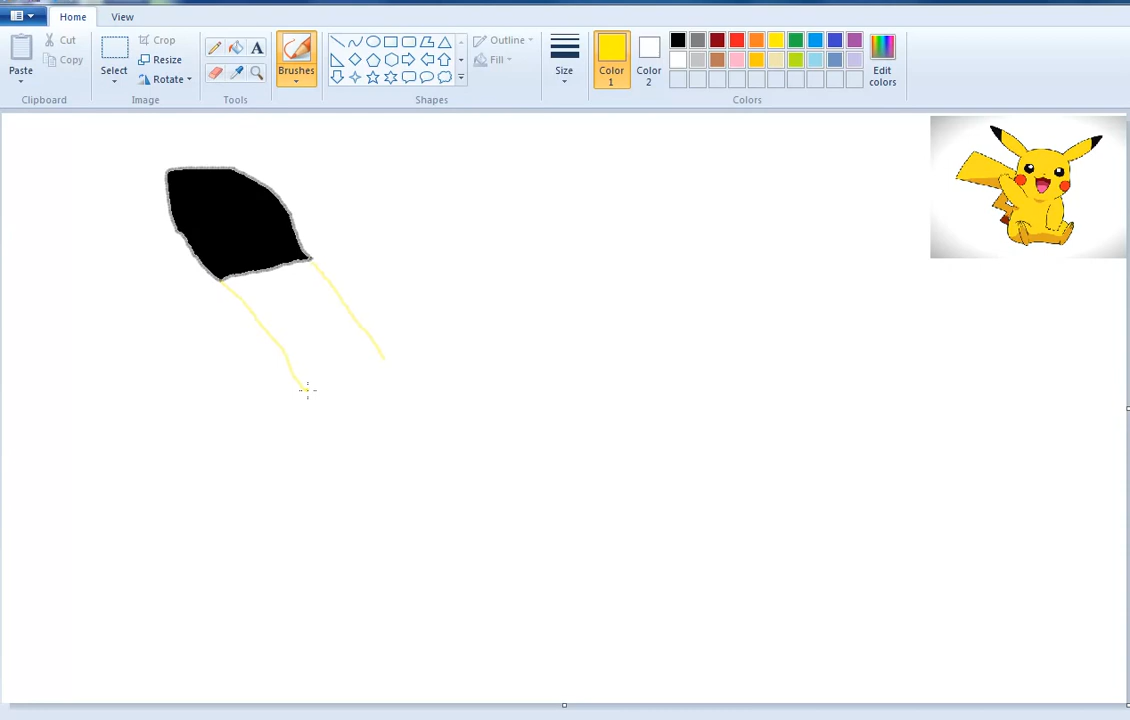 Home View
Paste
Cut
Copy
Clipboard
Select
Crop
Resize
Rotate
Image
A
Tools
Brushes
Shapes
Outline
Fill
Size
Color 1
Color 2
Edit colors
Colors